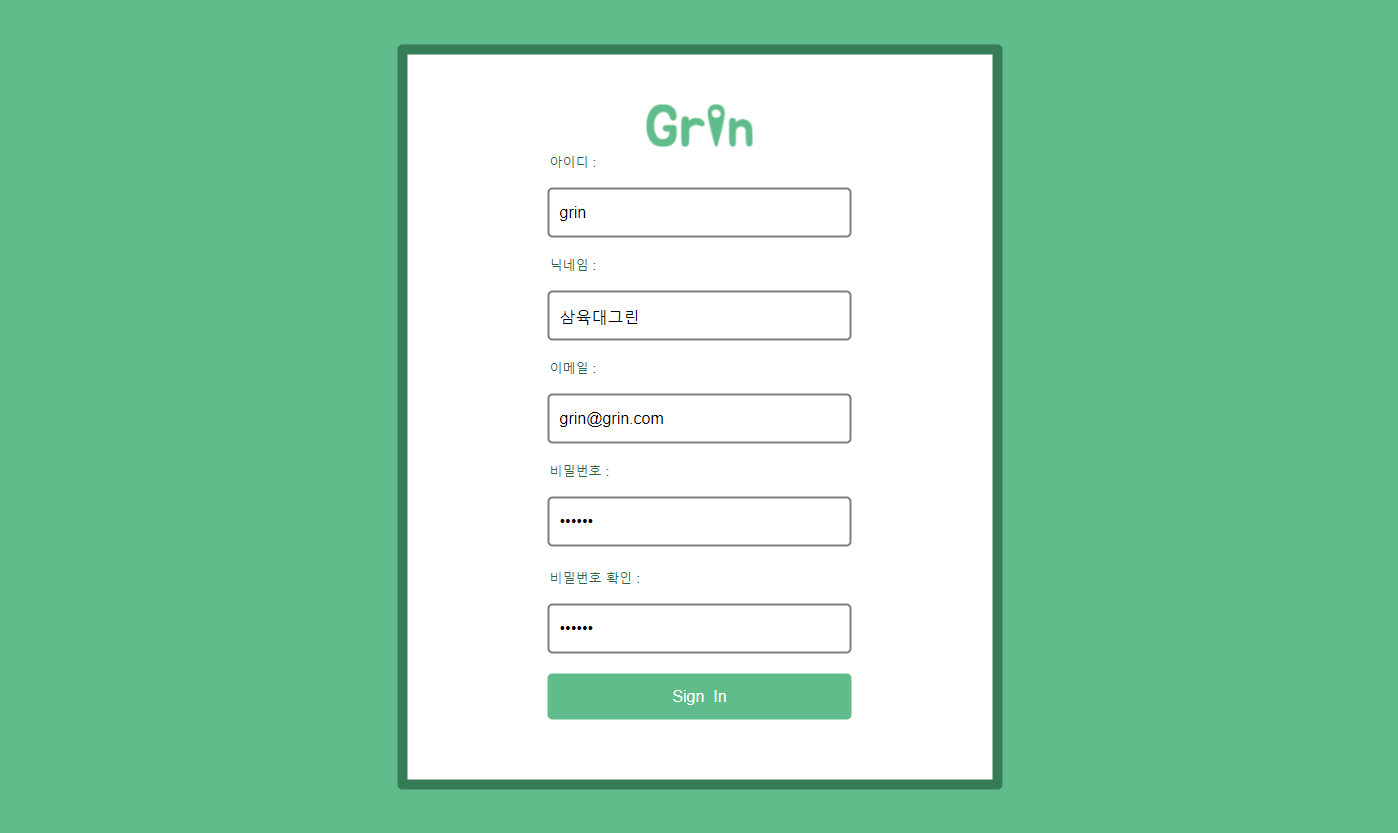 Grin
아이디 :
grin
닉네임 :
삼육대그린
이메일 :
grin@grin.com
비밀번호 :
••••••
비밀번호 확인 :
••••••
Sign In